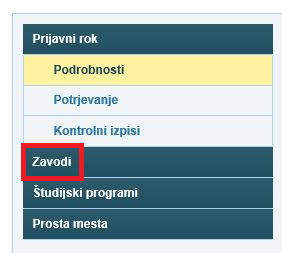 Prijavni rok
Podrobnosti
Potrjevanje
Kontrolni izpisi
Zavodi
Študijski programi
Prosta mesta